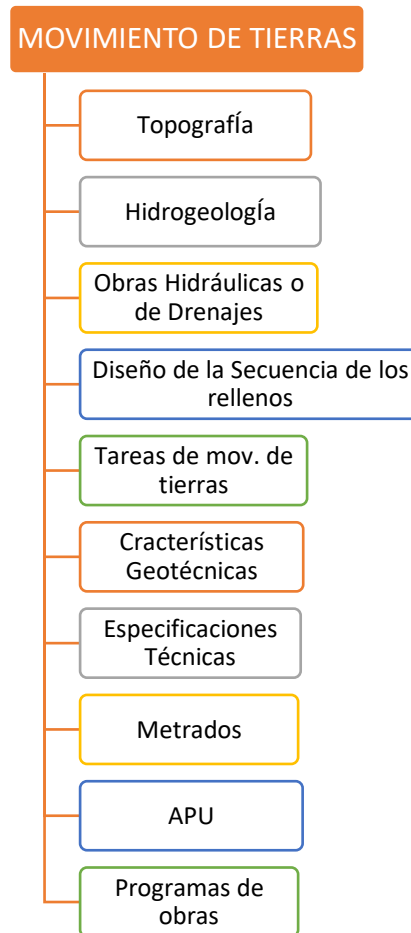 MOVIMIENTO DE TIERRAS
Topografía
Hidrogeología
Obras Hidráulicas o
de Drenajes
Diseño de la Secuencia de los
rellenos
Tareas de mov. de
tierras
Cracterísticas
Geotécnicas
Especificaciones
Técnicas
Metrados
APU
Programas de
obras